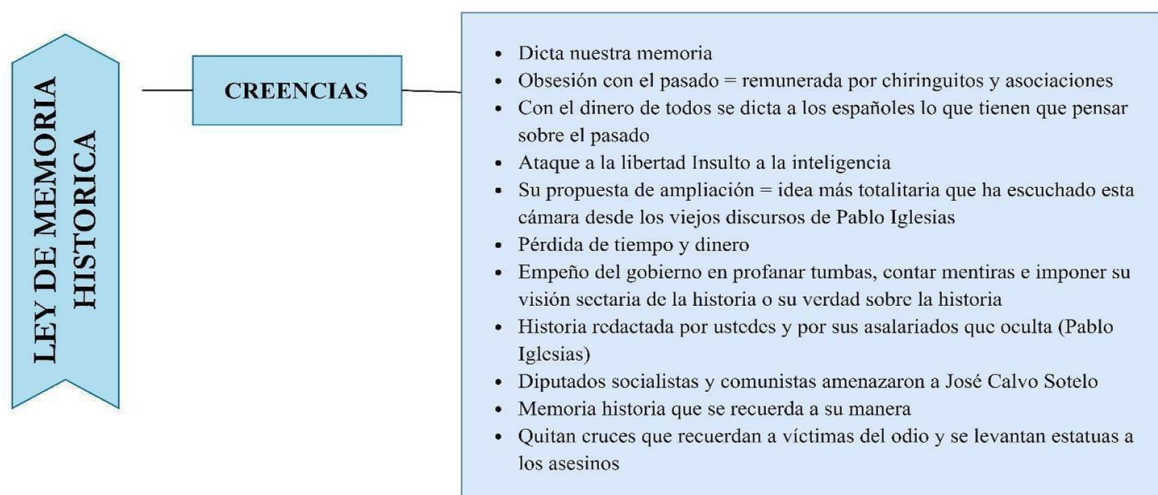 LEY DE MEMORIA
HISTORICA
CREENCIAS
• Dicta nuestra memoria
• Obsesión con el pasado = remunerada por chiringuitos y asociaciones
• Con el dinero de todos se dicta a los españoles lo que tienen que pensar
sobre el pasado
• Ataque a la libertad Insulto a la inteligencia
• Su propuesta de ampliación = idea más totalitaria que ha escuchado esta
cámara desde los viejos discursos de Pablo Iglesias
• Pérdida de tiempo y dinero
• Empeño del gobierno en profanar tumbas, contar mentiras e imponer su
visión sectaria de la historia o su verdad sobre la historia
• Historia redactada por ustedes y por sus asalariados que oculta (Pablo
Iglesias)
• Diputados socialistas y comunistas amenazaron a José Calvo Sotelo
• Memoria historia que se recuerda a su manera
• Quitan cruces que recuerdan a víctimas del odio y se levantan estatuas a
los asesinos